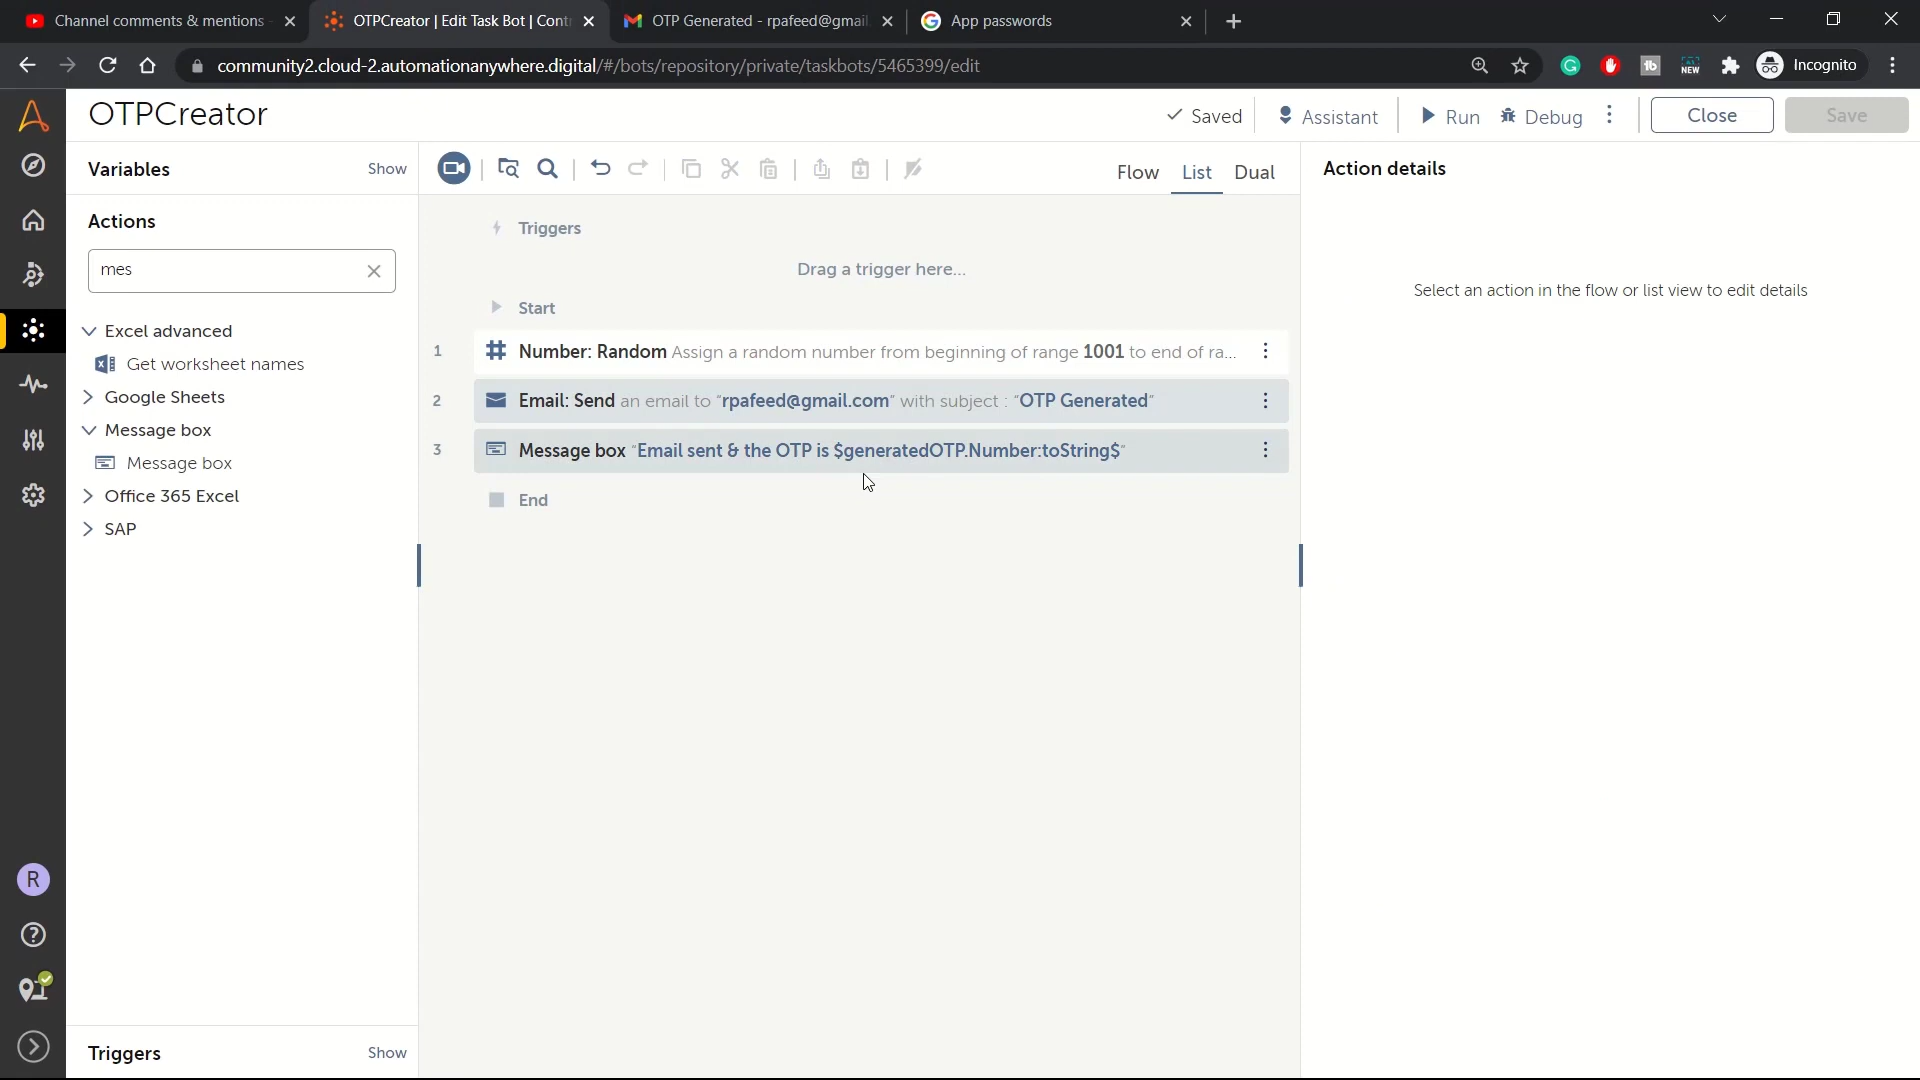 Channel comments & mentions -
OTPCreator | Edit Task Bot | Cont
OTP Generated - rpafeed@gmail
App passwords
community2.cloud-2.automationanywhere.digital/#/bots/repository/private/taskbots/5465399/edit
tb
A1
NEW
Incognito
OTPCreator
Saved
Assistant
Run
Debug
Close
Save
Variables
Show
Flow
List
Dual
Action details
Actions
mes
Excel advanced
Get worksheet names
Google Sheets
Message box
Message box
Office 365 Excel
SAP
Triggers
Drag a trigger here...
Start
1 Number: Random Assign a random number from beginning of range 1001 to end of ra...
2 Email: Send an email to "rpafeed@gmail.com" with subject : "OTP Generated"
3 Message box "Email sent & the OTP is $generatedOTP.Number:toString$"
End
Select an action in the flow or list view to edit details
R
Triggers
Show